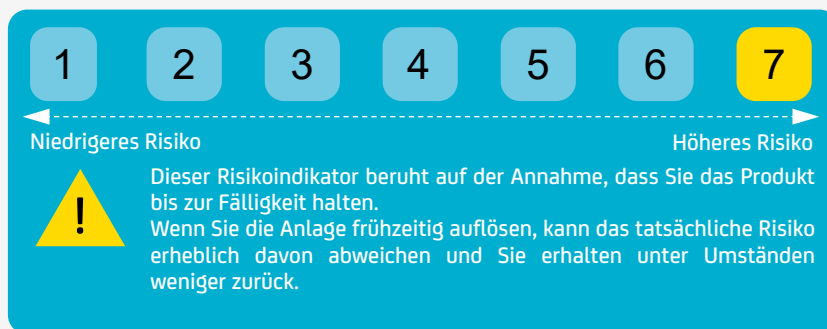 1 2 3 4 5 6 7
Niedrigeres Risiko Höheres Risiko
!
Dieser Risikoindikator beruht auf der Annahme, dass Sie das Produkt
bis zur Fälligkeit halten.
Wenn Sie die Anlage frühzeitig auflösen, kann das tatsächliche Risiko
erheblich davon abweichen und Sie erhalten unter Umständen
weniger zurück.